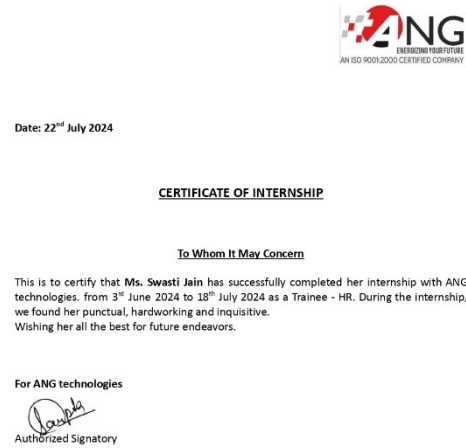 ANG
ENERGIZING YOUR FUTURE
AN ISO 9001:2000 CERTIFIED COMPANY
Date: 22nd July 2024
CERTIFICATE OF INTERNSHIP
To Whom It May Concern
This is to certify that Ms. Swasti Jain has successfully completed her internship with ANG
technologies. from 3rd June 2024 to 18th July 2024 as a Trainee - HR. During the internship,
we found her punctual, hardworking and inquisitive.
Wishing her all the best for future endeavors.
For ANG technologies
Authorized Signatory